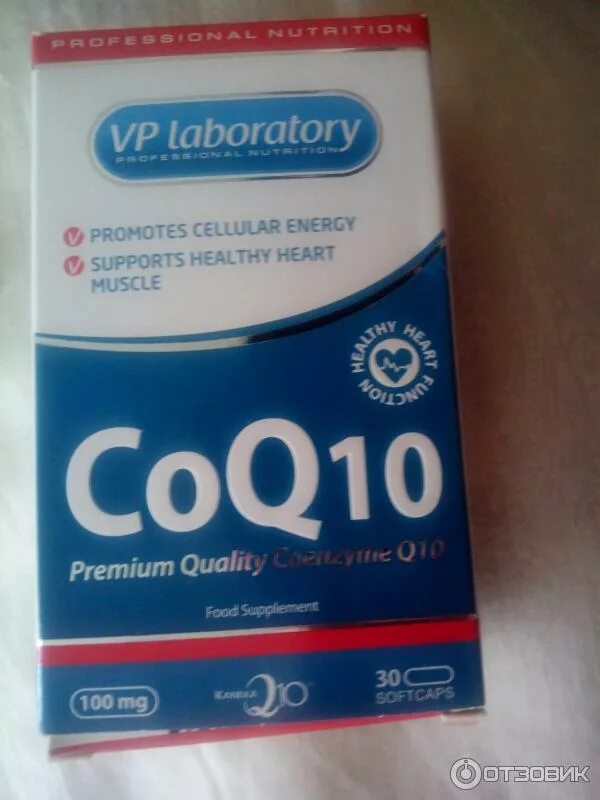 PROFESSIONAL NUTRITION
VP laboratory
PROFESSIONAL NUTRITION
PROMOTES CELLULAR ENERGY
SUPPORTS HEALTHY HEART
MUSCLE
HEALTHY HEART FUNCTION
CoQ10
Premium Quality Coenzyme Q10
Food Supplement
100 mg
Kaneka Q10
30
SOFTCAPS
ОТЗОВИК